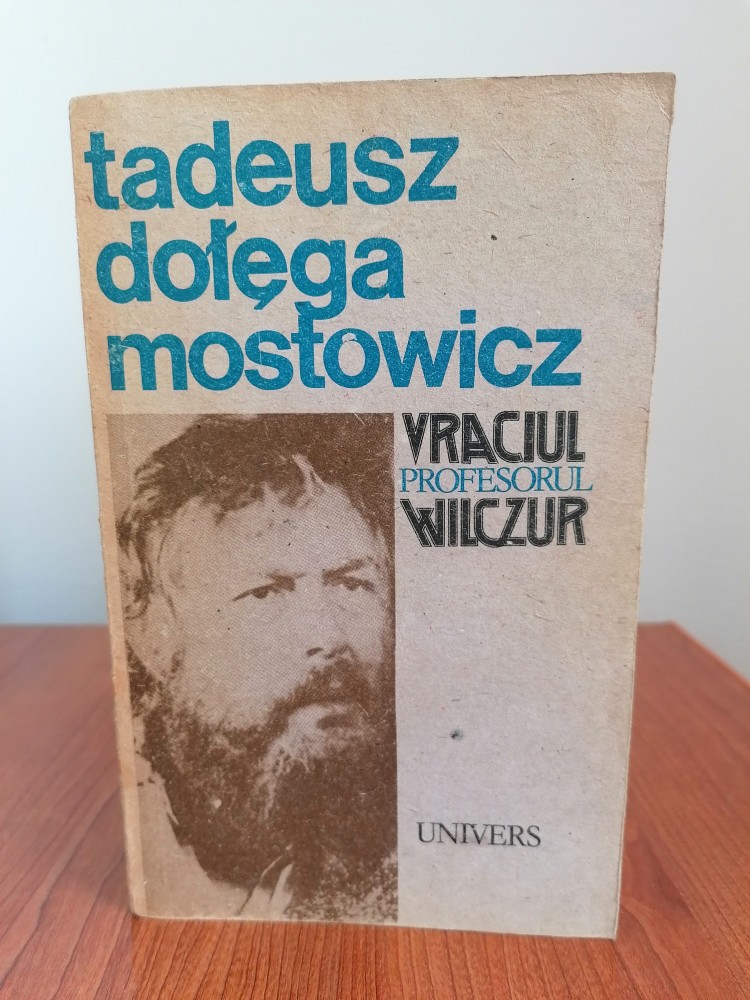 tadeusz
dołęga
mostowicz
VRACIUL
PROFESORUL
WILCZUR
UNIVERS